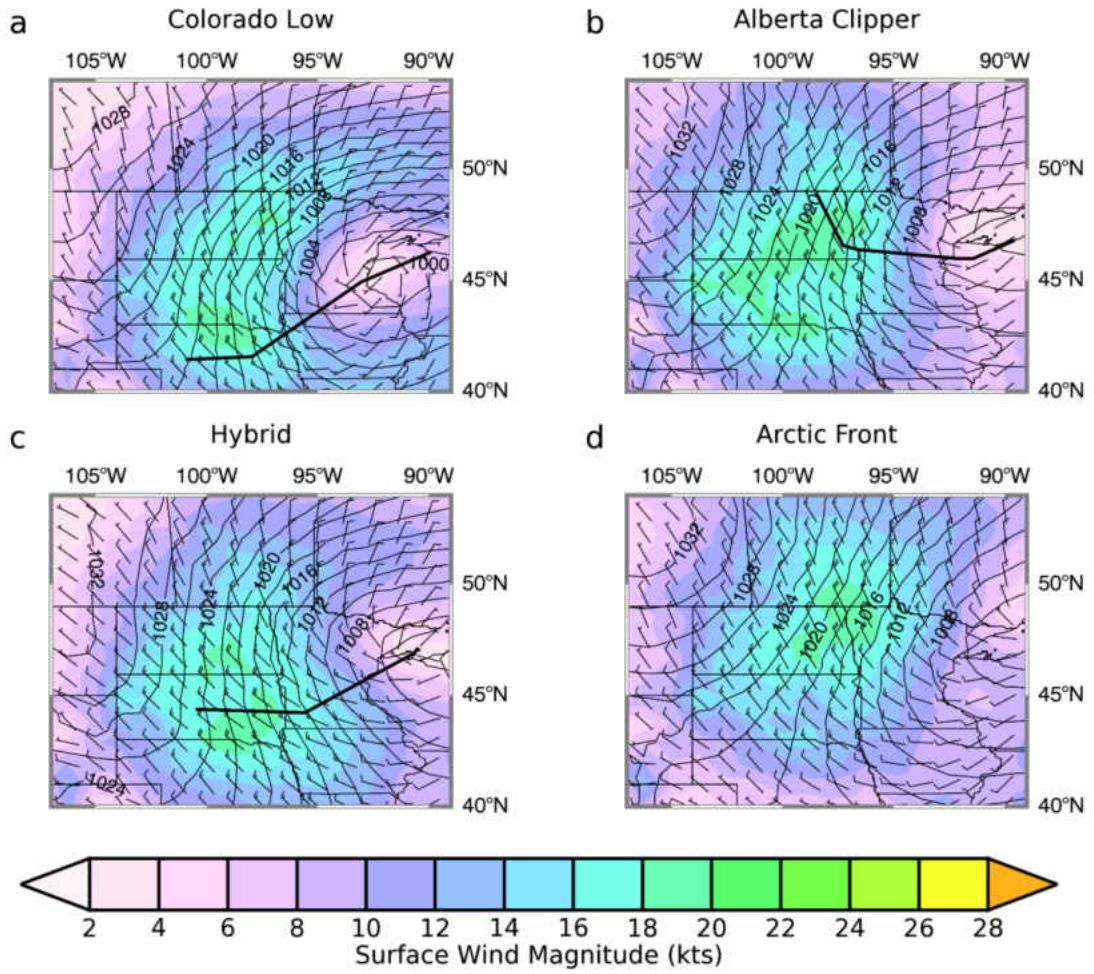 a Colorado Low
b Alberta Clipper
105°W 100°W 95°W 90°W
105°W 100°W 95°W 90°W
1028
1024
1020
1016
1012
1008
1004
1000
50°N
45°N
40°N
1032
1028
1024
1020
1016
1012
1008
50°N
45°N
40°N
c Hybrid
d Arctic Front
105°W 100°W 95°W 90°W
105°W 100°W 95°W 90°W
1032
1028
1024
1020
1016
1012
1008
1024
50°N
45°N
40°N
1032
1028
1024
1020
1016
1012
1008
50°N
45°N
40°N
2 4 6 8 10 12 14 16 18 20 22 24 26 28
Surface Wind Magnitude (kts)